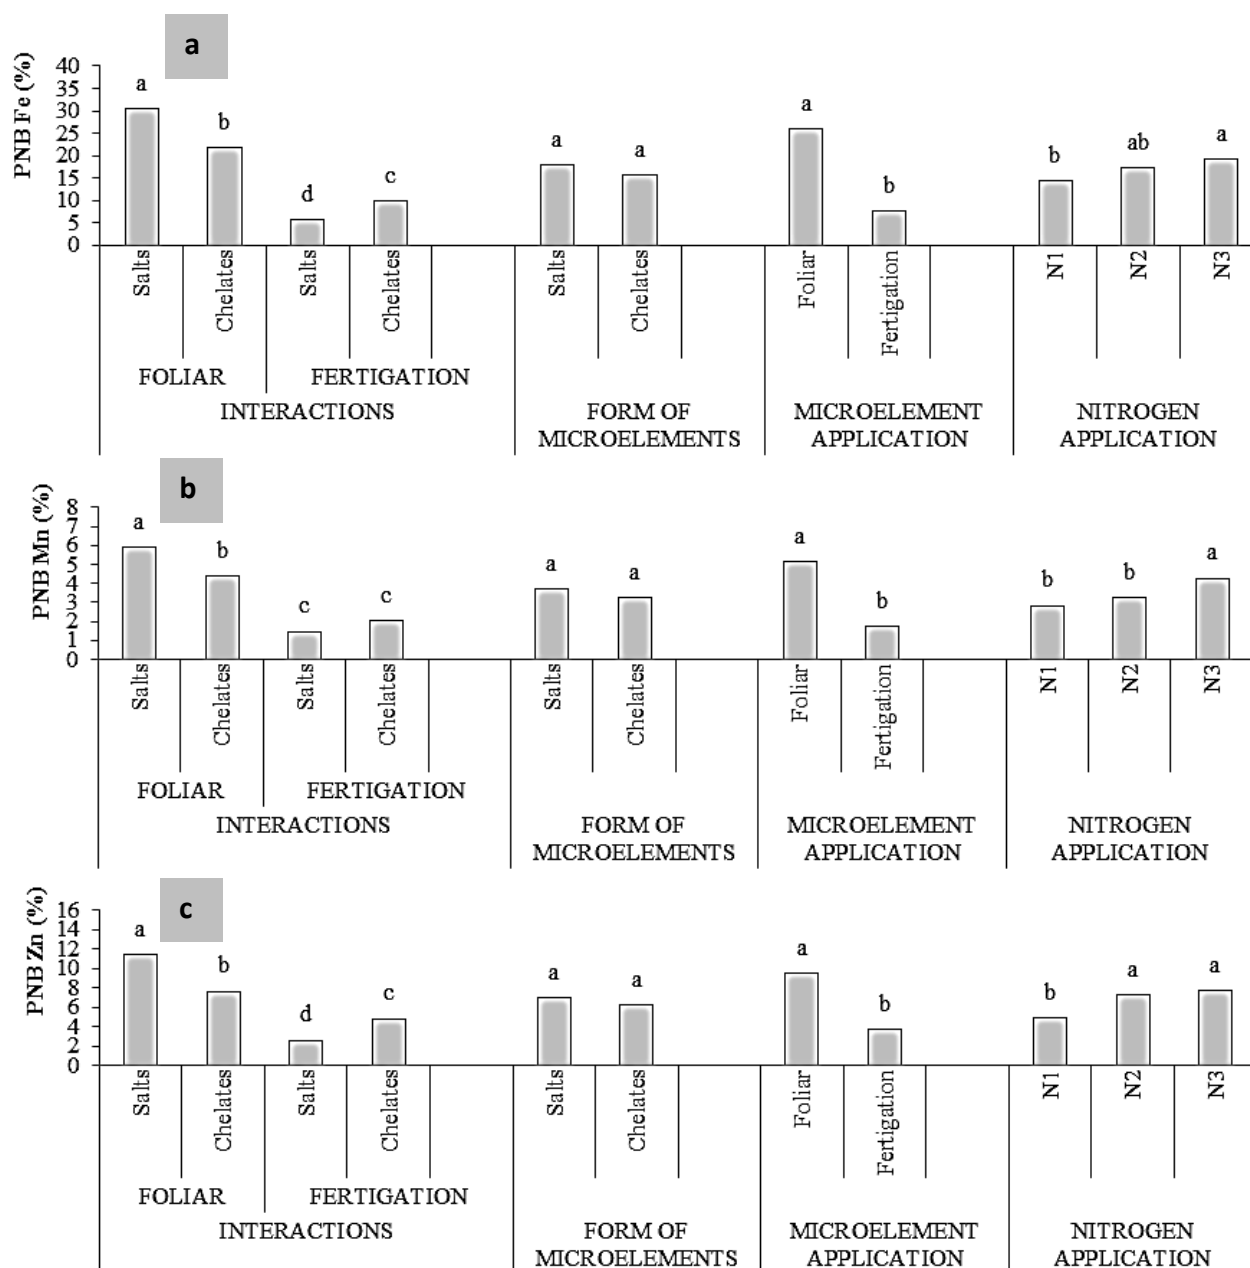 a
PNB Fe (%)
40
35
30
25
20
15
10
5
0
a
b
d
c
a
a
a
b
b
ab
a
Salts
Chelates
Salts
Chelates
Salts
Chelates
Foliar
Fertigation
N1
N2
N3
FOLIAR
FERTIGATION
INTERACTIONS
FORM OF
MICROELEMENTS
MICROELEMENT
APPLICATION
NITROGEN
APPLICATION
b
PNB Mn (%)
8
7
6
5
4
3
2
1
0
a
b
c
c
a
a
a
b
b
b
a
Salts
Chelates
Salts
Chelates
Salts
Chelates
Foliar
Fertigation
N1
N2
N3
FOLIAR
FERTIGATION
INTERACTIONS
FORM OF
MICROELEMENTS
MICROELEMENT
APPLICATION
NITROGEN
APPLICATION
c
PNB Zn (%)
16
14
12
10
8
6
4
2
0
a
b
d
c
a
a
a
b
b
a
a
Salts
Chelates
Salts
Chelates
Salts
Chelates
Foliar
Fertigation
N1
N2
N3
FOLIAR
FERTIGATION
INTERACTIONS
FORM OF
MICROELEMENTS
MICROELEMENT
APPLICATION
NITROGEN
APPLICATION